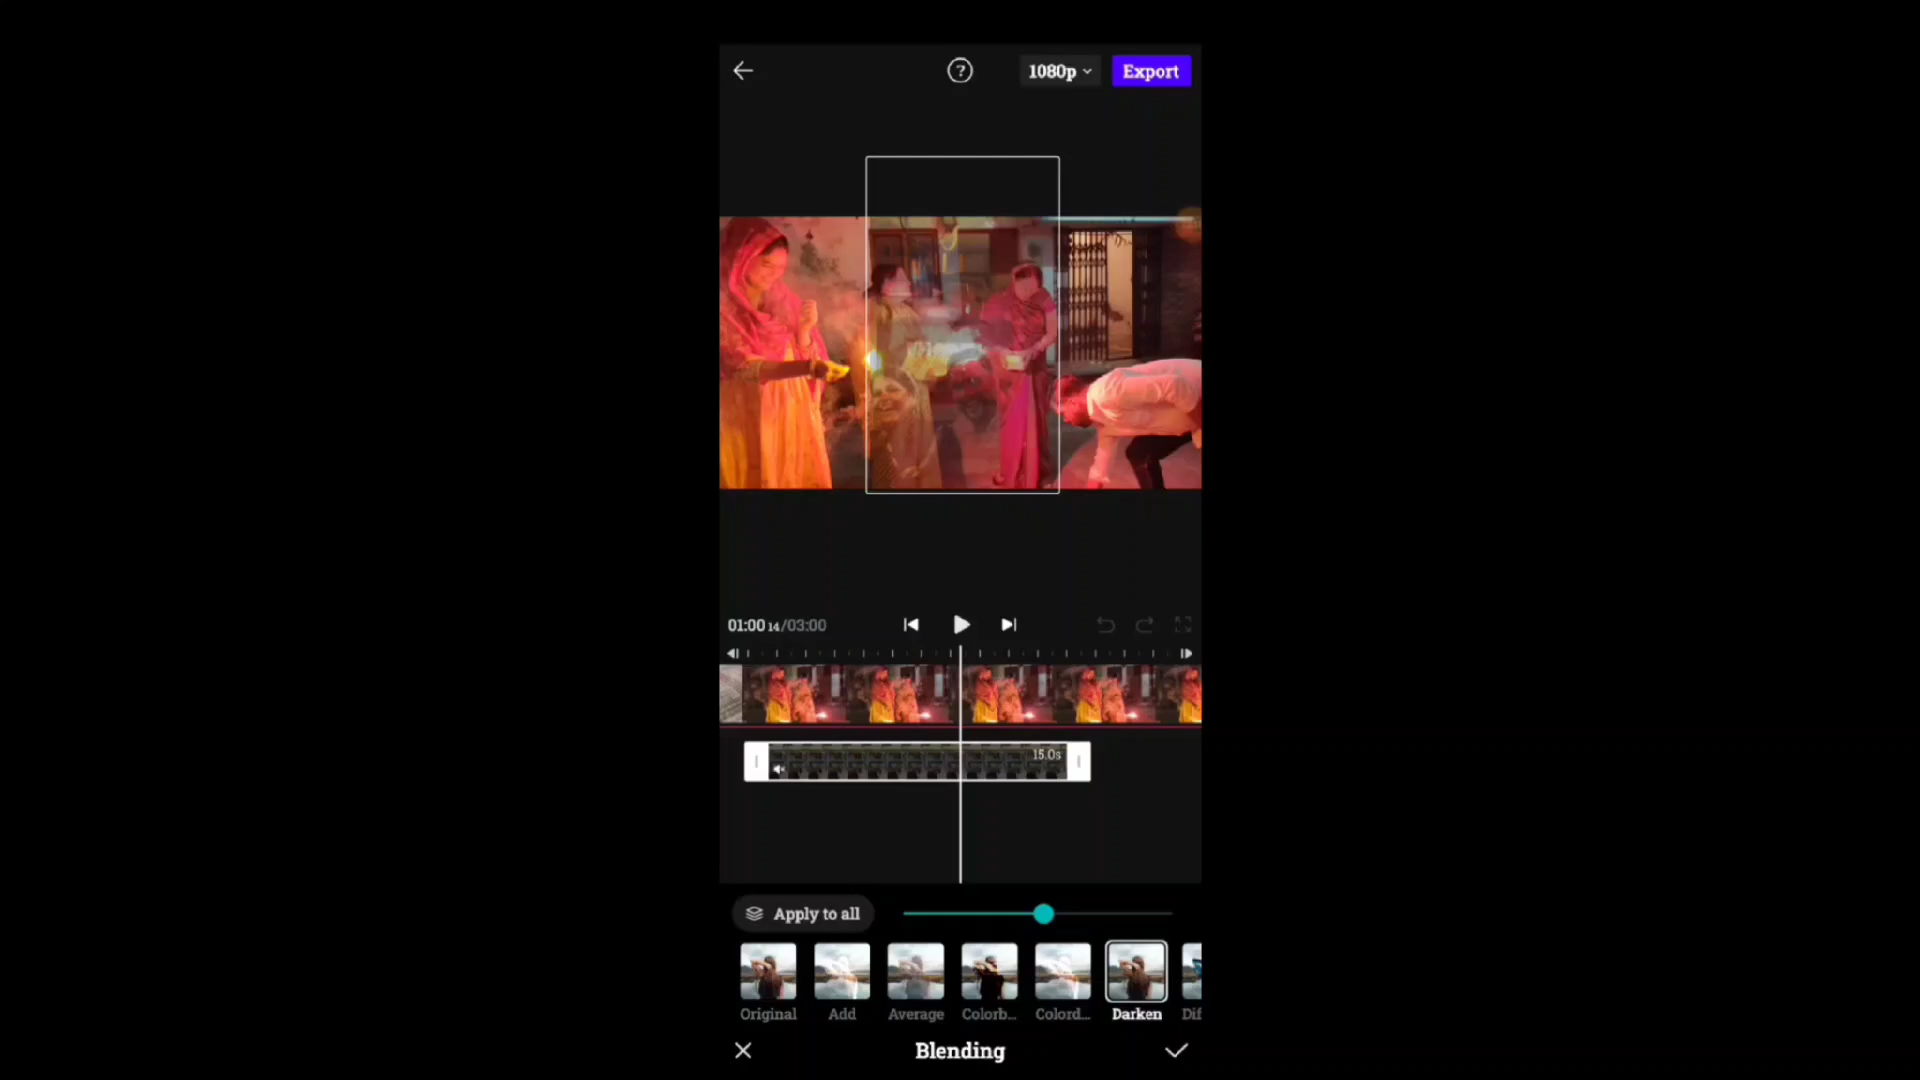 ? 1080p Export
01:00 14/03:00
15.0s
Apply to all
Original Add Average Colorb... Colord... Darken Dif
Blending